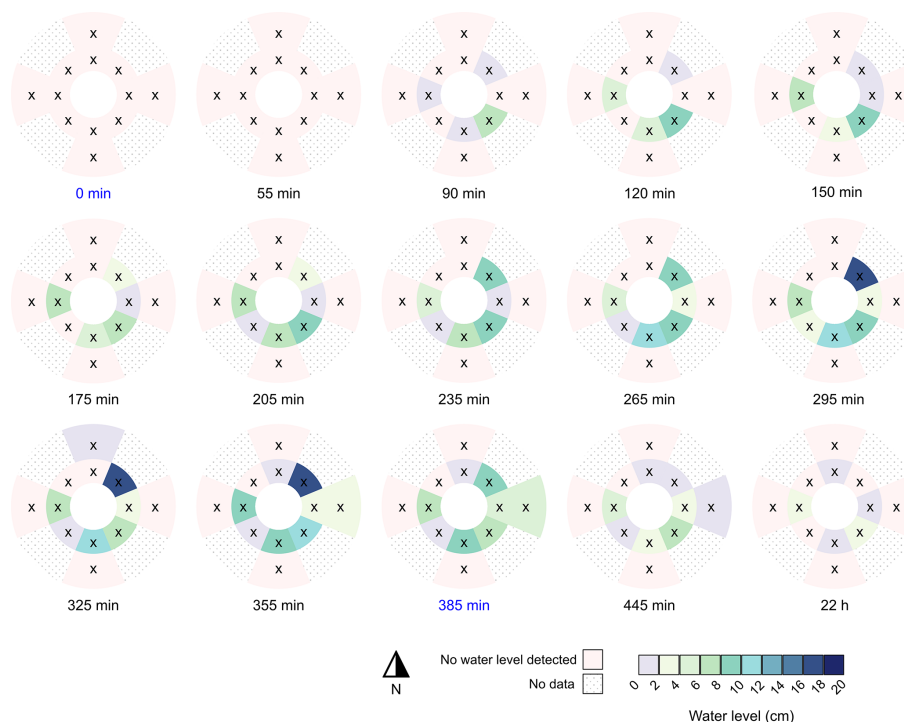 x x x x x x x x x x x x
x x x x x x x x x x x x
x x x x x x x x x x x x
x x x x x x x x x x x x
x x x x x x x x x x x x
0 min
55 min
90 min
120 min
150 min
x x x x x x x x x x x x
x x x x x x x x x x x x
x x x x x x x x x x x x
x x x x x x x x x x x x
x x x x x x x x x x x x
175 min
205 min
235 min
265 min
295 min
x x x x x x x x x x x x
x x x x x x x x x x x x
x x x x x x x x x x x x
x x x x x x x x x x x x
x x x x x x x x x x x x
325 min
355 min
385 min
445 min
22 h
N
No water level detected
No data
0 2 4 6 8 10 12 14 16 18 20
Water level (cm)